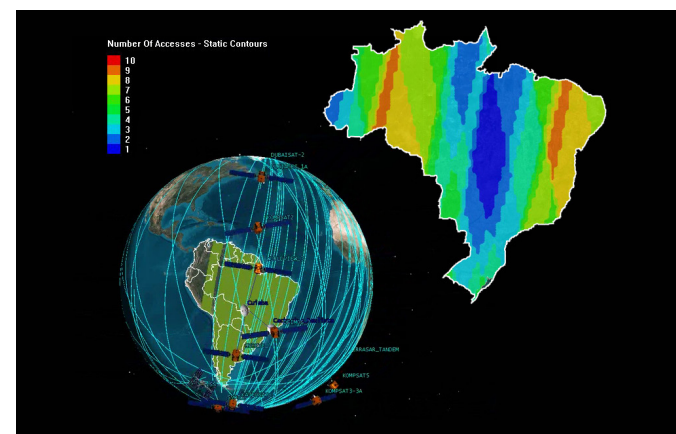 Number Of Accesses - Static Contours
10
9
8
7
6
5
4
3
2
1
DUBAISAT-2
Cuiaba
RRASAR_TANDEM
KOMPSAT5
KOMPSAT3-3A